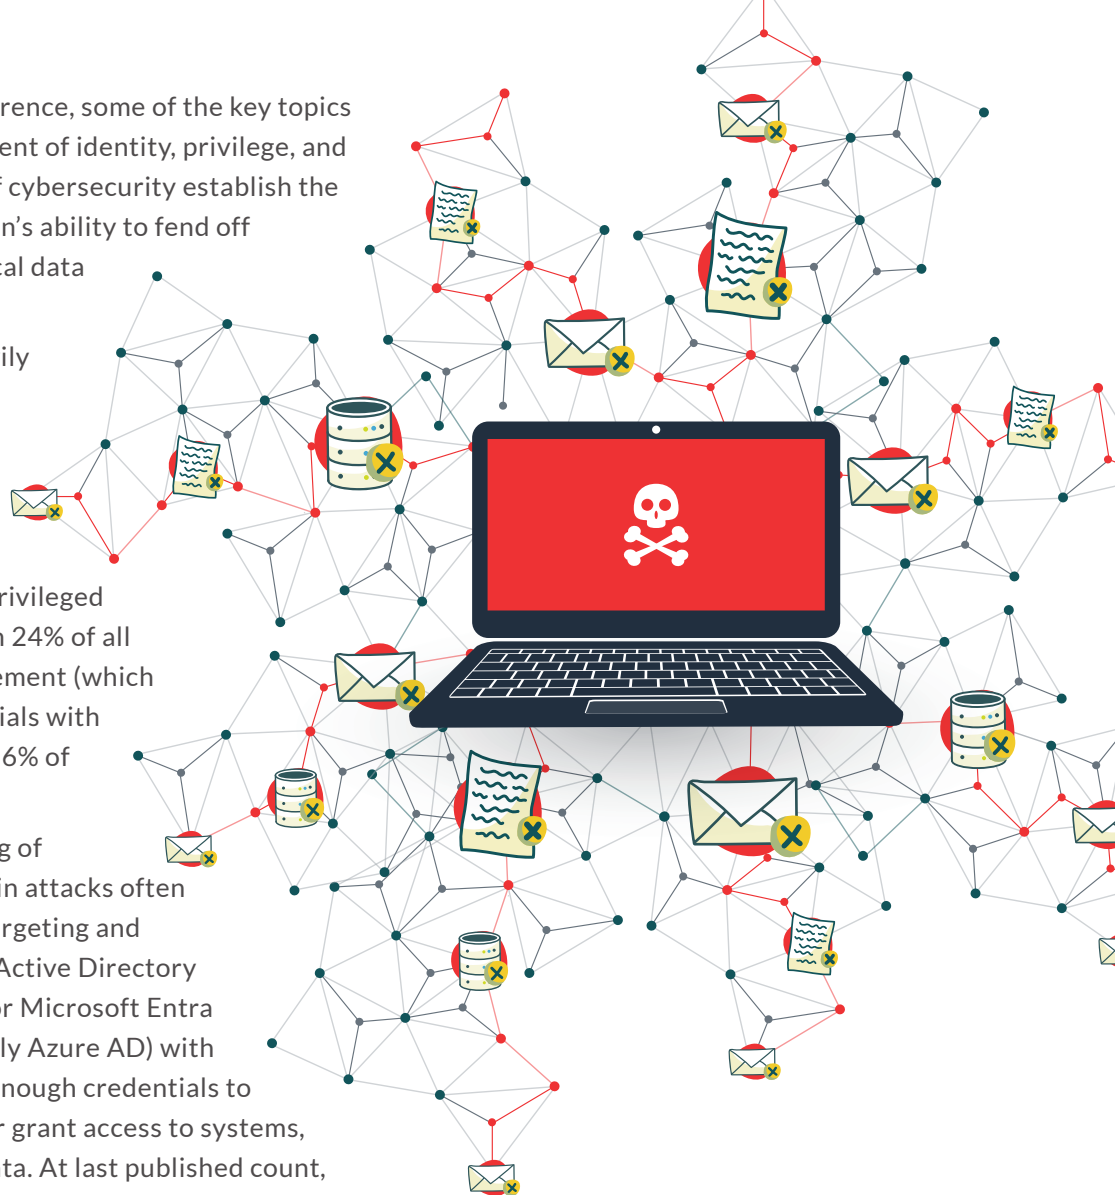 rence, some of the key topics
ent of identity, privilege, and
f cybersecurity establish the
n's ability to fend off
cal data
ily
rivileged
n 24% of all
ement (which
ials with
6% of
g of
in attacks often
rgeting and
Active Directory
or Microsoft Entra
ly Azure AD) with
nough credentials to
r grant access to systems,
ata. At last published count,